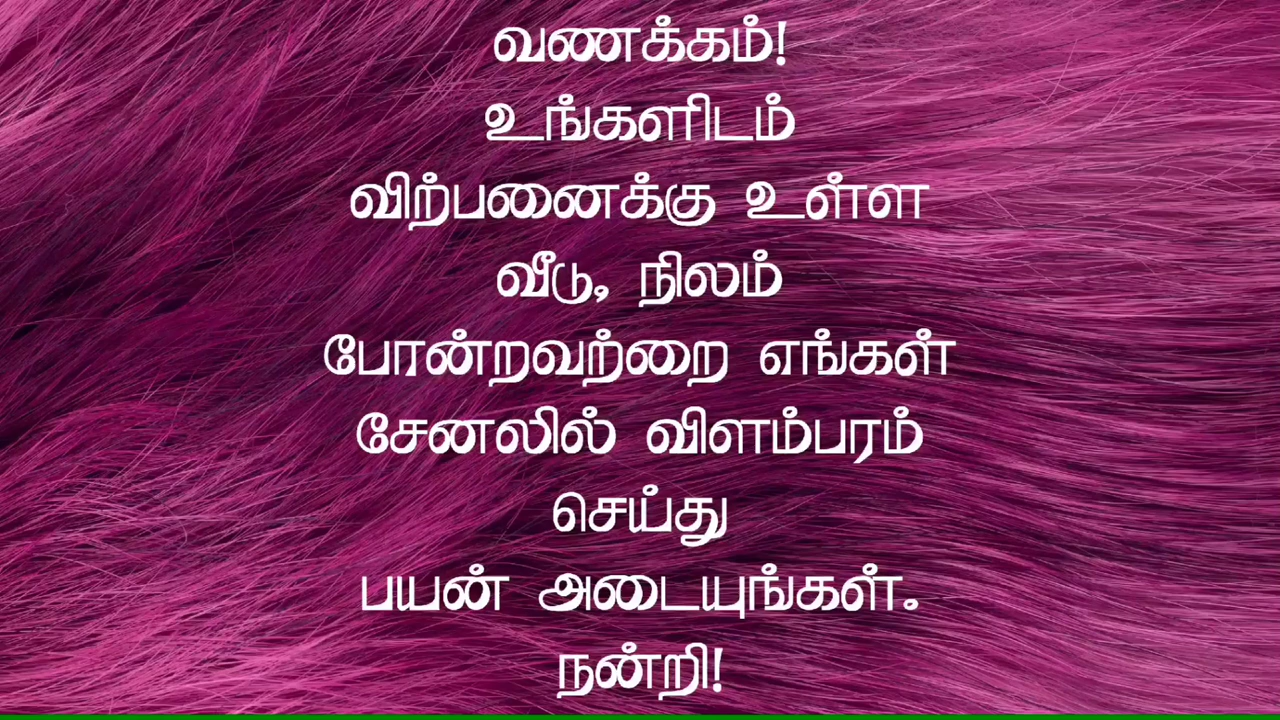 வணக்கம்!
உங்களிடம்
விற்பனைக்கு உள்ள
வீடு, நிலம்
போன்றவற்றை எங்கள்
சேனலில் விளம்பரம்
செய்து
பயன் அடையுங்கள்.
நன்றி!